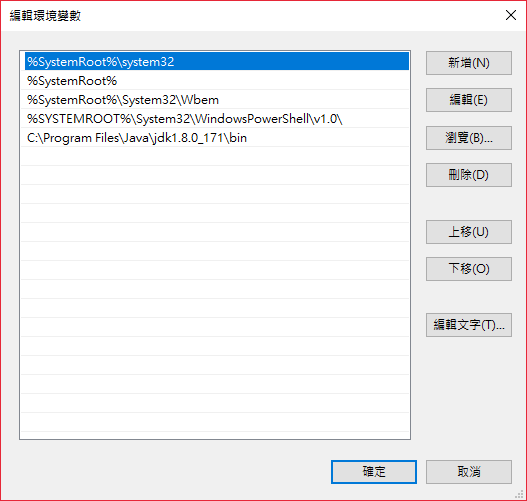 編輯環境變數
%SystemRoot%\system32
%SystemRoot%
%SystemRoot%\System32\Wbem
%SYSTEMROOT%\System32\WindowsPowerShell\v1.0\
C:\Program Files\Java\jdk1.8.0_171\bin
新增(N)
編輯(E)
瀏覽(B)...
刪除(D)
上移(U)
下移(O)
編輯文字(T)...
確定
取消